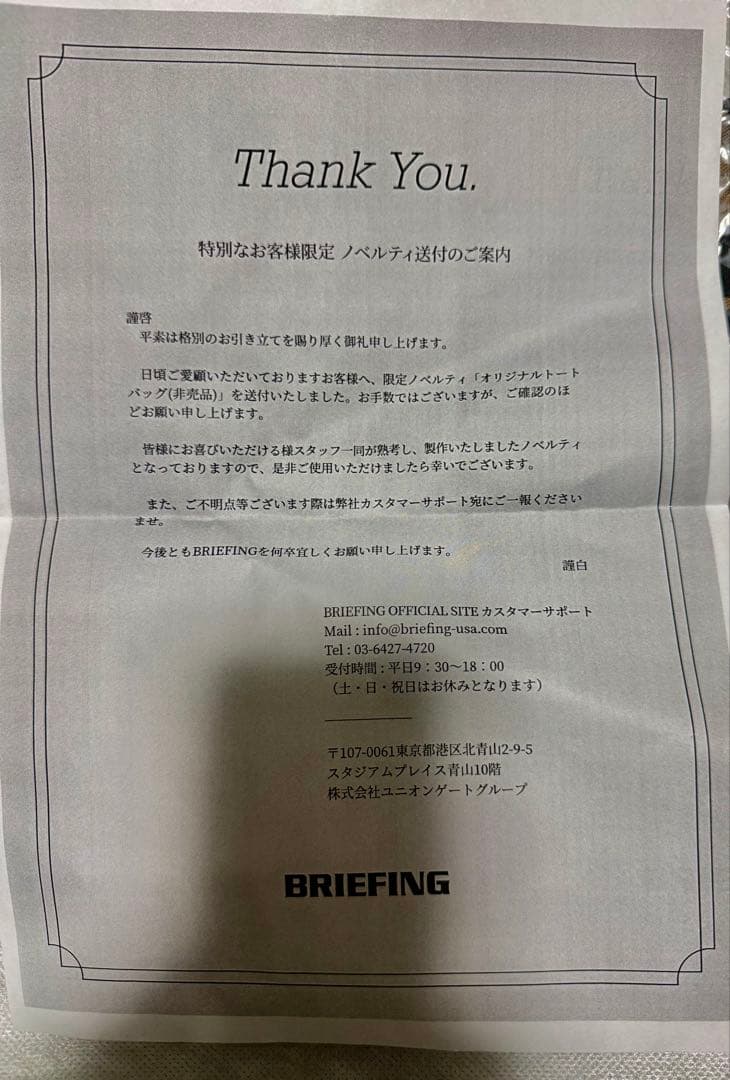 Thank You.
特別なお客様限定 ノベルティ送付のご案内
謹啓
平素は格別のお引き立てを賜り厚く御礼申し上げます。
日頃ご愛顧いただいておりますお客様へ、限定ノベルティ「オリジナルトート
バッグ(非売品)」を送付いたしました。お手数ではございますが、ご確認のほ
どお願い申し上げます。
皆様にお喜びいただける様スタッフ一同が熟考し、製作いたしましたノベルティ
となっておりますので、是非ご使用いただけましたら幸いでございます。
また、ご不明点等ございます際は弊社カスタマーサポート宛にご一報ください
ませ。
今後ともBRIEFINGを何卒宜しくお願い申し上げます。
謹白
BRIEFING OFFICIAL SITE カスタマーサポート
Mail : info@briefing-usa.com
Tel : 03-6427-4720
受付時間 : 平日9：30〜18：00
（土・日・祝日はお休みとなります）
〒107-0061東京都港区北青山2-9-5
スタジアムプレイス青山10階
株式会社ユニオンゲートグループ
BRIEFING